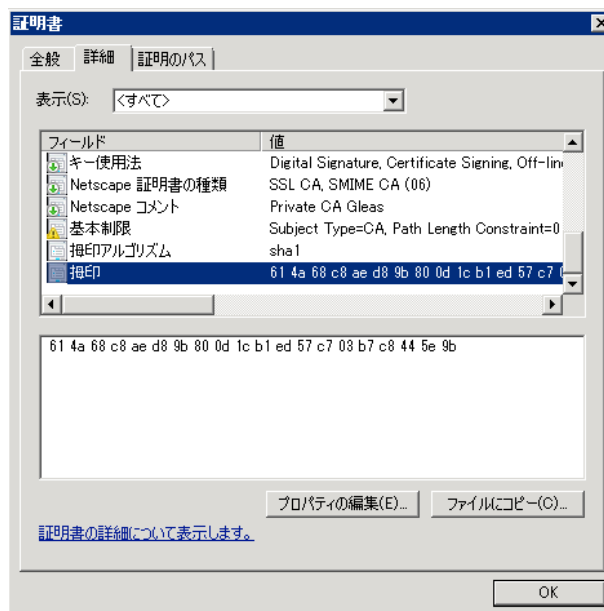 証明書
全般 詳細 証明のパス
表示(S): <すべて>
フィールド 値
キー使用法 Digital Signature, Certificate Signing, Off-lin
Netscape 証明書の種類 SSL CA, SMIME CA (06)
Netscape コメント Private CA Gleas
基本制限 Subject Type=CA, Path Length Constraint=0
拇印アルゴリズム sha1
拇印 61 4a 68 c8 ae d8 9b 80 0d 1c b1 ed 57 c7 0
61 4a 68 c8 ae d8 9b 80 0d 1c b1 ed 57 c7 03 b7 c8 44 5e 9b
プロパティの編集(E)... ファイルにコピー(C)...
証明書の詳細について表示します。
OK